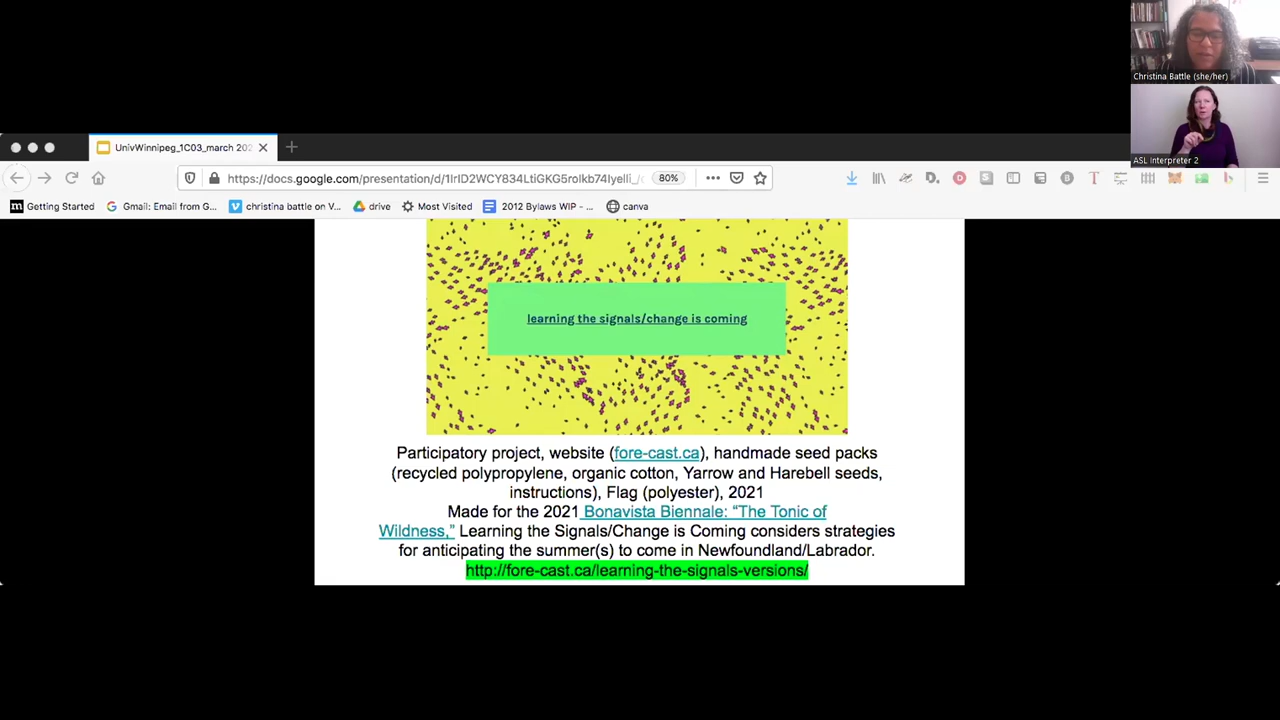 Christina Battle (she/her)
ASL Interpreter 2
UnivWinnipeg_1C03_march 202
https://docs.google.com/presentation/d/ 80%
Getting Started Gmail: Email from G... christina battle on V... drive Most Visited 2012 Bylaws WIP - ... canva
learning the signals/change is coming
Participatory project, website (fore-cast.ca), handmade seed packs
(recycled polypropylene, organic cotton, Yarrow and Harebell seeds,
instructions), Flag (polyester), 2021
Made for the 2021 Bonavista Biennale: “The Tonic of
Wildness,” Learning the Signals/Change is Coming considers strategies
for anticipating the summer(s) to come in Newfoundland/Labrador.
http://fore-cast.ca/learning-the-signals-versions/